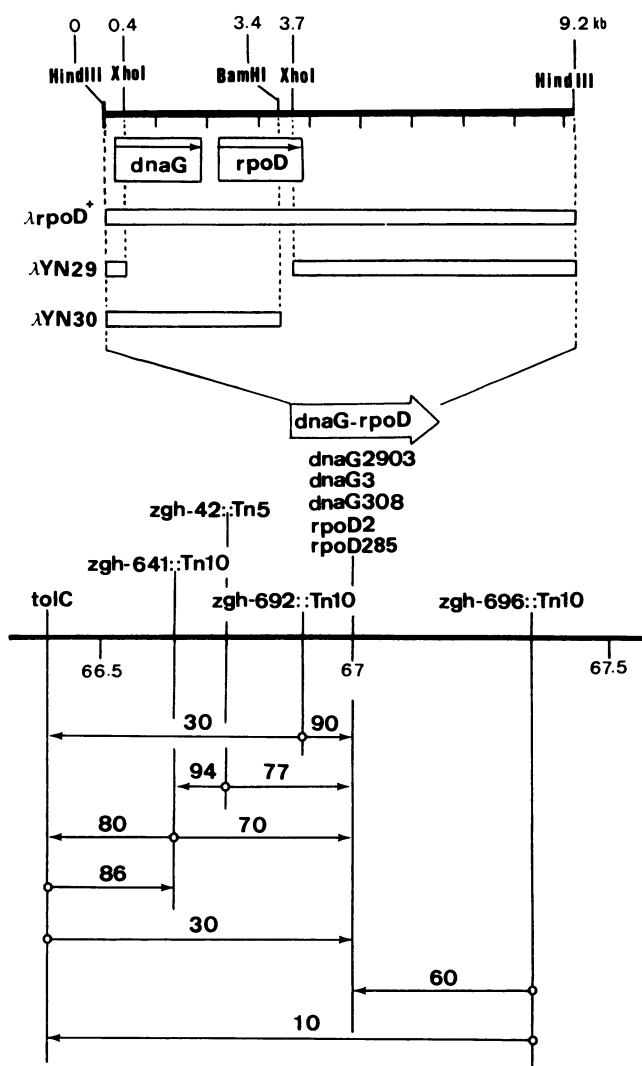 0 0.4 3.4 3.7 9.2 kb
HindIII XhoI BamHI XhoI HindIII
dnaG rpoD
λrpoD+
λYN29
λYN30
dnaG-rpoD
dnaG2903
dnaG3
dnaG308
rpoD2
rpoD285
zgh-42::Tn5
zgh-641::Tn10
tolC zgh-692::Tn10 zgh-696::Tn10
66.5 67 67.5
30 90
94 77
80 70
86
30
60
10